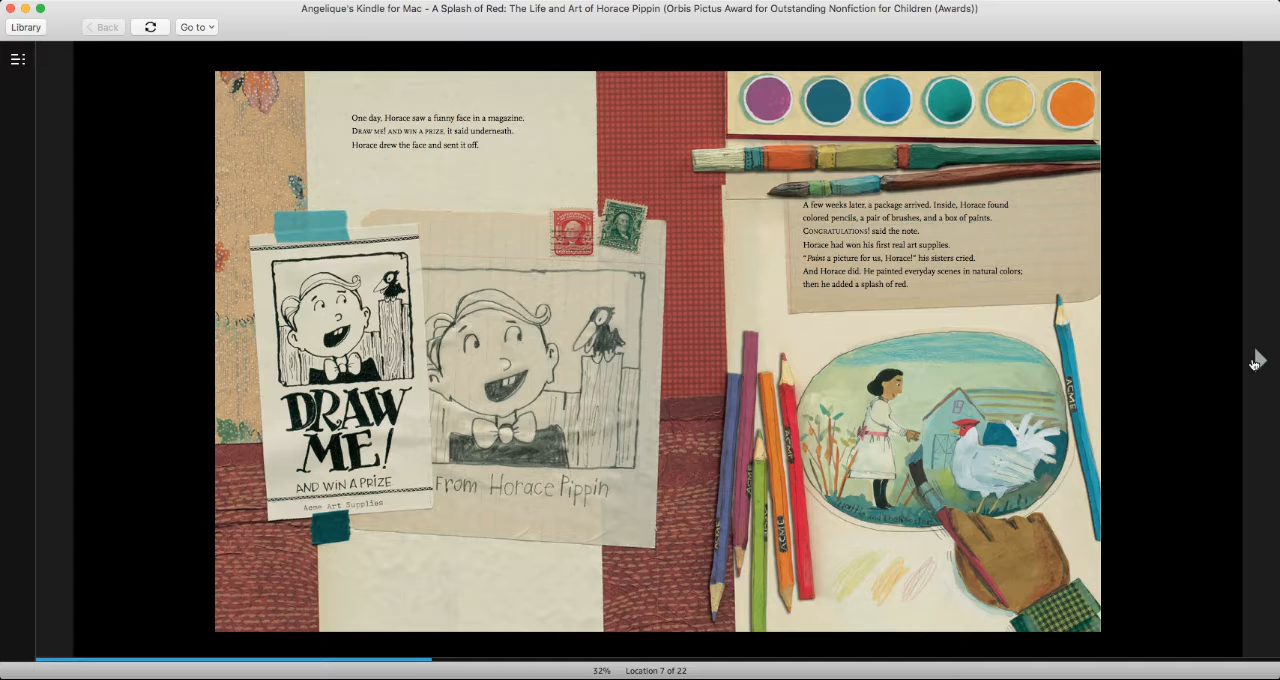 Angelique's Kindle for Mac - A Splash of Red: The Life and Art of Horace Pippin (Orbis Pictus Award for Outstanding Nonfiction for Children (Awards))
Library
Back
Go to
One day, Horace saw a funny face in a magazine.
DRAW ME! AND WIN A PRIZE, it said underneath.
Horace drew the face and sent it off.
DRAW
ME!
AND WIN A PRIZE
Acme Art Supplies
From Horace Pippin
A few weeks later, a package arrived. Inside, Horace found
colored pencils, a pair of brushes, and a box of paints.
CONGRATULATIONS! said the note.
Horace had won his first real art supplies.
“Paint a picture for us, Horace!” his sisters cried.
And Horace did. He painted everyday scenes in natural colors;
then he added a splash of red.
ACME
ACME
ACME
ACME
ACME
ACME
32% Location 7 of 22